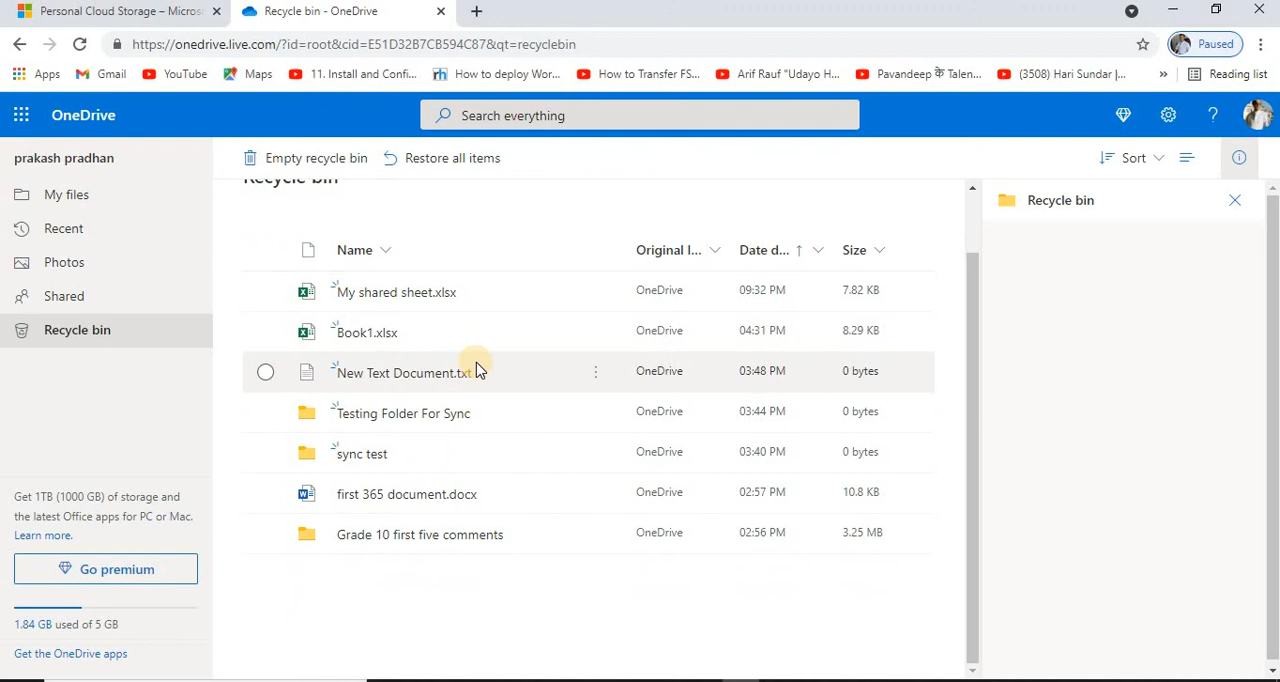 Personal Cloud Storage – Micros
Recycle bin - OneDrive
https://onedrive.live.com/?id=root&cid=E51D32B7CB594C87&qt=recyclebin
Paused
Apps
Gmail
YouTube
Maps
11. Install and Confi...
How to deploy Wor...
How to Transfer FS...
Arif Rauf "Udayo H...
Pavandeep के Talen...
(3508) Hari Sundar |...
»
Reading list
OneDrive
Search everything
?
prakash pradhan
My files
Recent
Photos
Shared
Recycle bin
Get 1TB (1000 GB) of storage and
the latest Office apps for PC or Mac.
Learn more.
Go premium
1.84 GB used of 5 GB
Get the OneDrive apps
Empty recycle bin
Restore all items
Sort
Recycle bin
Name Original l... Date d... ↑ Size
My shared sheet.xlsx OneDrive 09:32 PM 7.82 KB
Book1.xlsx OneDrive 04:31 PM 8.29 KB
New Text Document.txt OneDrive 03:48 PM 0 bytes
Testing Folder For Sync OneDrive 03:44 PM 0 bytes
sync test OneDrive 03:40 PM 0 bytes
first 365 document.docx OneDrive 02:57 PM 10.8 KB
Grade 10 first five comments OneDrive 02:56 PM 3.25 MB
Recycle bin